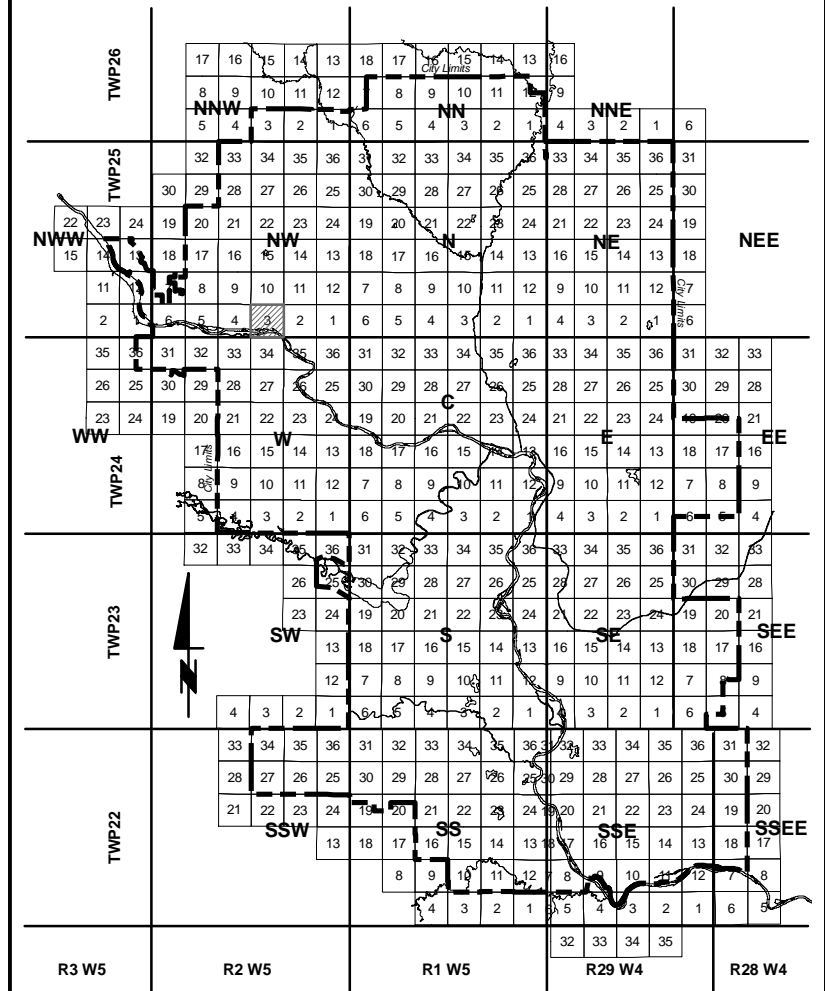 17 16 15 14 13 18 17 16 15 14 13 16
City Limits
TWP26
8 9 10 11 12 8 9 10 11 12 9
NNW NN NNE
5 4 3 2 1 6 5 4 3 2 1 4 3 2 1 6
32 33 34 35 36 31 32 33 34 35 36 33 34 35 36 31
TWP25
30 29 28 27 26 25 30 29 28 27 26 25 28 27 26 25 30
22 23 24 19 20 21 22 23 24 19 20 21 22 23 24 21 22 23 24 19
NWW NW N NE NEE
15 14 13 18 17 16 15 14 13 18 17 16 15 14 13 16 15 14 13 18
11 12 8 9 10 11 12 7 8 9 10 11 12 9 10 11 12 7
City Limits
2 6 5 4 3 2 1 6 5 4 3 2 1 4 3 2 1 6
35 36 31 32 33 34 35 36 31 32 33 34 35 36 33 34 35 36 31 32 33
26 25 30 29 28 27 26 25 30 29 28 27 26 25 28 27 26 25 30 29 28
C
23 24 19 20 21 22 23 24 19 20 21 22 23 24 21 22 23 24 19 20 21
WW W E EE
17 16 15 14 13 18 17 16 15 14 13 16 15 14 13 18 17 16
City Limits
TWP24
8 9 10 11 12 7 8 9 10 11 12 9 10 11 12 7 8 9
5 4 3 2 1 6 5 4 3 2 1 4 3 2 1 6 5 4
32 33 34 35 36 31 32 33 34 35 36 33 34 35 36 31 32 33
26 25 30 29 28 27 26 25 28 27 26 25 30 29 28
TWP23
23 24 19 20 21 22 23 24 21 22 23 24 19 20 21
SW S SE SEE
13 18 17 16 15 14 13 16 15 14 13 18 17 16
N
12 7 8 9 10 11 12 9 10 11 12 7 8 9
4 3 2 1 6 5 4 3 2 1 3 2 1 6 4
33 34 35 36 31 32 33 34 35 36 31 32 33 34 35 36 31 32
28 27 26 25 30 29 28 27 26 25 30 29 28 27 26 25 30 29
21 22 23 24 19 20 21 22 23 24 19 20 21 22 23 24 19 20
TWP22
SSW SS SSE SSEE
13 18 17 16 15 14 13 18 17 16 15 14 13 18 17
8 9 10 11 12 7 8 9 10 11 12 7 8
4 3 2 1 6 5 4 3 2 1 6 5
32 33 34 35
R3 W5 R2 W5 R1 W5 R29 W4 R28 W4